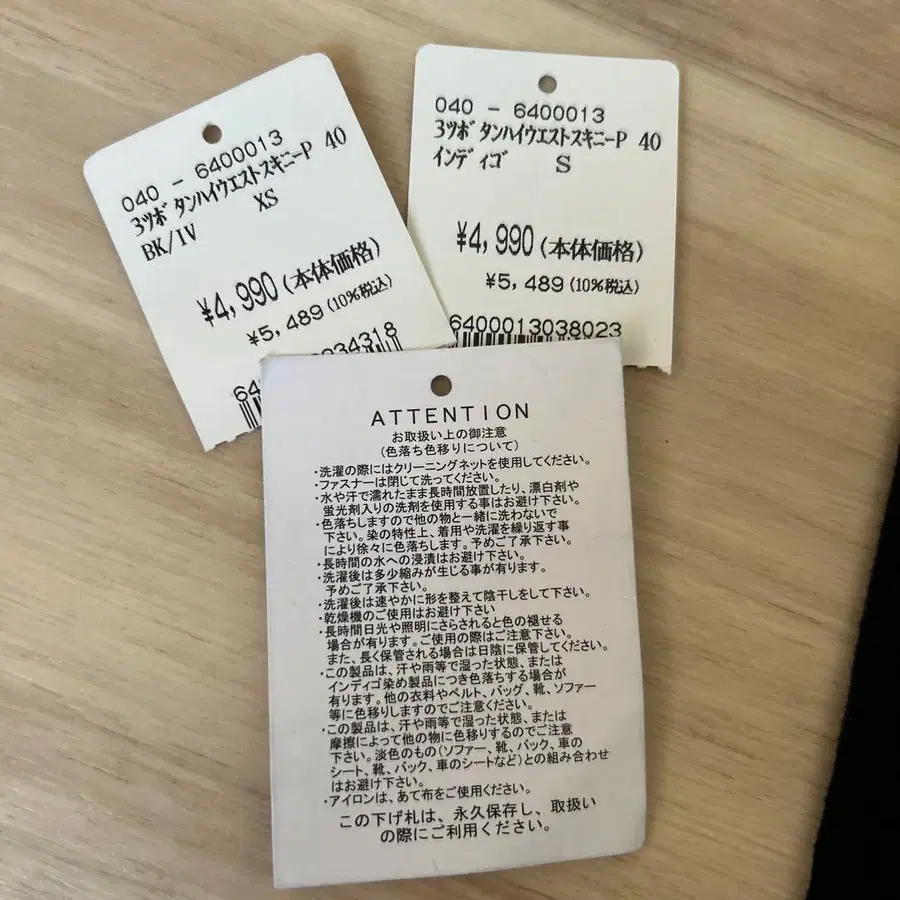 040 - 6400013
3ツボタンハイウエストスキニーP 40
BK/IV XS
¥4,990(本体価格)
¥5,489(10%税込)
040 - 6400013
3ツボタンハイウエストスキニーP 40
インディゴ S
¥4,990(本体価格)
¥5,489(10%税込)
6400013038023
ATTENTION
お取扱い上の御注意
(色落ち色移りについて)
・洗濯の際にはクリーニングネットを使用してください。
・ファスナーは閉じて洗ってください。
・水や汗で濡れたまま長時間放置したり、漂白剤や
蛍光剤入りの洗剤を使用する事はお避け下さい。
・色落ちしますので他の物と一緒に洗わないで
下さい。染の特性上、着用や洗濯を繰り返す事
により徐々に色落ちします。予めご了承下さい。
・長時間の水への浸漬はお避け下さい。
・洗濯後は多少縮みが生じる事が有ります。
予めご了承下さい。
・洗濯後は速やかに形を整えて陰干しをして下さい。
・乾燥機のご使用はお避け下さい
・長時間日光や照明にさらされると色の褪せる
場合が有ります。ご使用の際はご注意下さい。
また、長く保管される場合は日陰に保管してください。
・この製品は、汗や雨等で湿った状態、または
インディゴ染め製品につき色落ちする場合が
有ります。他の衣料やベルト、バッグ、靴、ソファー
等に色移りしますのでご注意ください。
・この製品は、汗や雨等で湿った状態、または
摩擦によって他の物に色移りするのでご注意
下さい。淡色のもの(ソファー、靴、バック、車の
シート、靴、バック、車のシートなど)との組み合わせ
はお避け下さい。
・アイロンは、あて布をご使用ください。
この下げ札は、永久保存し、取扱い
の際にご利用ください。